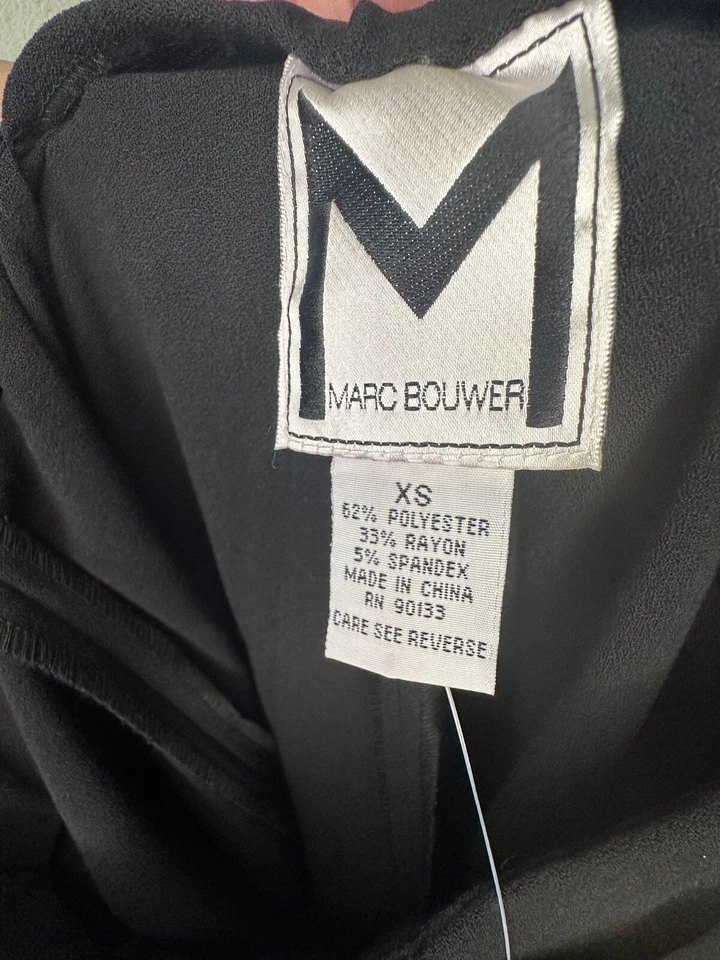 M
MARC BOUWER
XS
62% POLYESTER
33% RAYON
5% SPANDEX
MADE IN CHINA
RN 90133
CARE SEE REVERSE